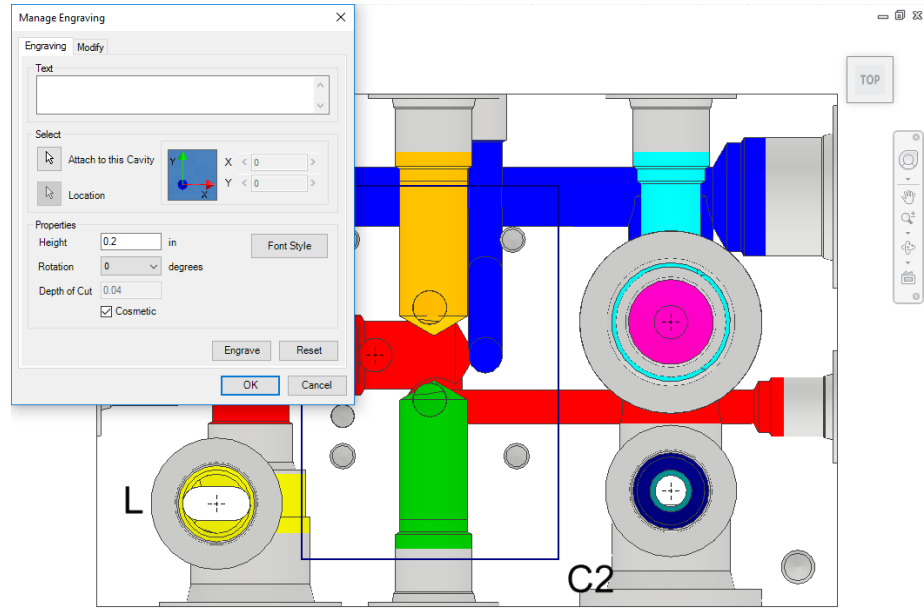 Manage Engraving
Engraving Modify
Text
Select
Attach to this Cavity
Location
Y
X
X < 0 >
Y < 0 >
Properties
Height 0.2 in
Font Style
Rotation 0 degrees
Depth of Cut 0.04
Cosmetic
Engrave Reset
OK Cancel
TOP
L
C2